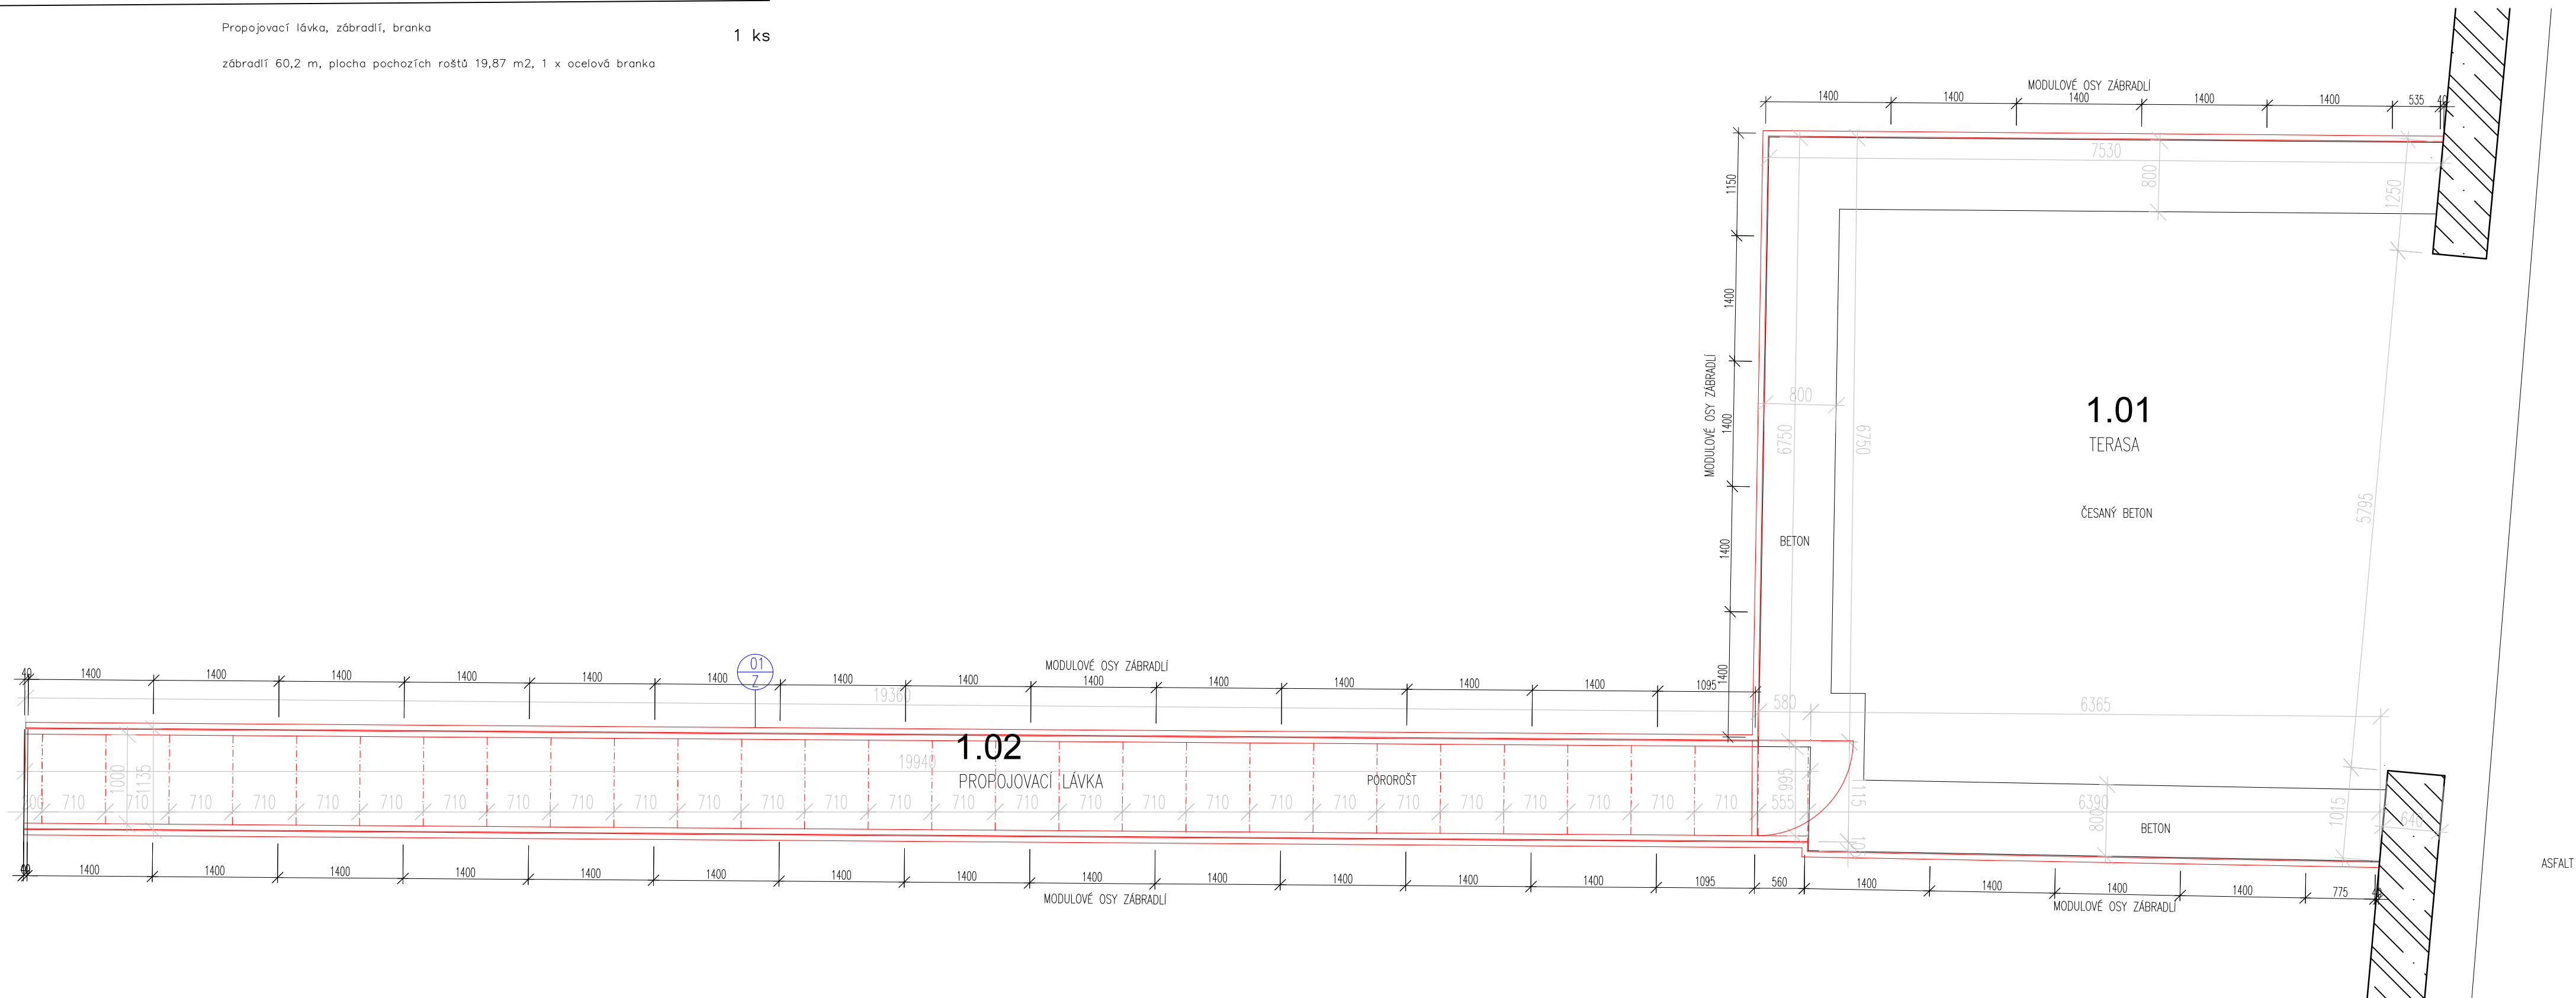 Propojovací lávka, zábradlí, branka
1 ks
zábradlí 60,2 m, plocha pochozích roštů 19,87 m2, 1 x ocelová branka
MODULOVÉ OSY ZÁBRADLÍ
1400 1400 1400 1400 1400 535 40
7530
800
1250
1150
1400
1400
1400
1400
MODULOVÉ OSY ZÁBRADLÍ
800
6750
6750
1.01
TERASA
ČESANÝ BETON
5795
BETON
MODULOVÉ OSY ZÁBRADLÍ
01
Z
40 1400 1400 1400 1400 1400 1400 1400 1400 1400 1400 1400 1400 1400 1095
19360
580
6365
1.02
PROPOJOVACÍ LÁVKA
19940
POROROŠT
1000
1135
710 710 710 710 710 710 710 710 710 710 710 710 710 710 710 710 710 710 710 710 710 710 710 710 710 710 710 555
995
115
6390
800
1015
640
BETON
ASFALT
1400 1400 1400 1400 1400 1400 1400 1400 1400 1400 1400 1400 1400 1095 560 1400 1400 1400 1400 775
MODULOVÉ OSY ZÁBRADLÍ
MODULOVÉ OSY ZÁBRADLÍ